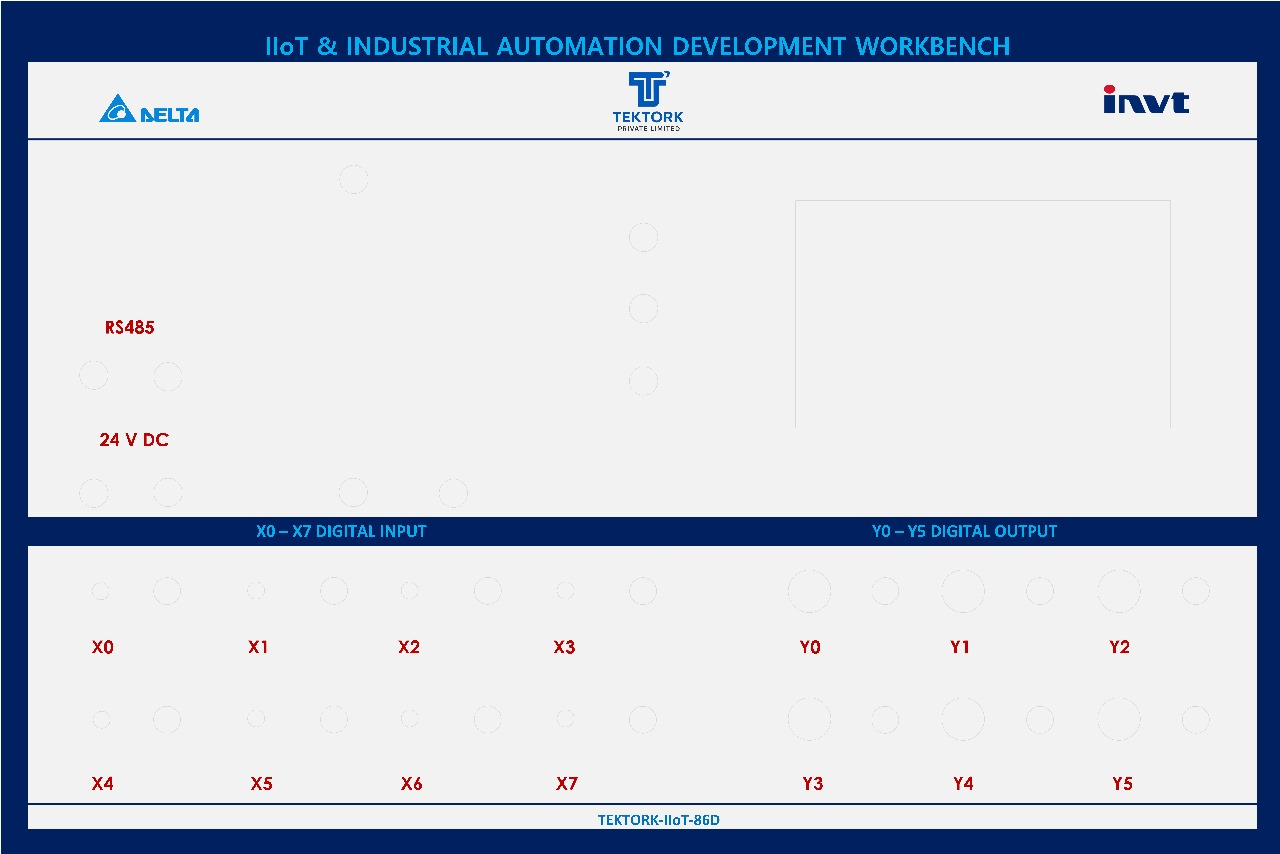 IIoT & INDUSTRIAL AUTOMATION DEVELOPMENT WORKBENCH
DELTA
TEKTORK
PRIVATE LIMITED
invt
RS485
24 V DC
X0 – X7 DIGITAL INPUT
Y0 – Y5 DIGITAL OUTPUT
X0 X1 X2 X3 Y0 Y1 Y2
X4 X5 X6 X7 Y3 Y4 Y5
TEKTORK-IIoT-86D